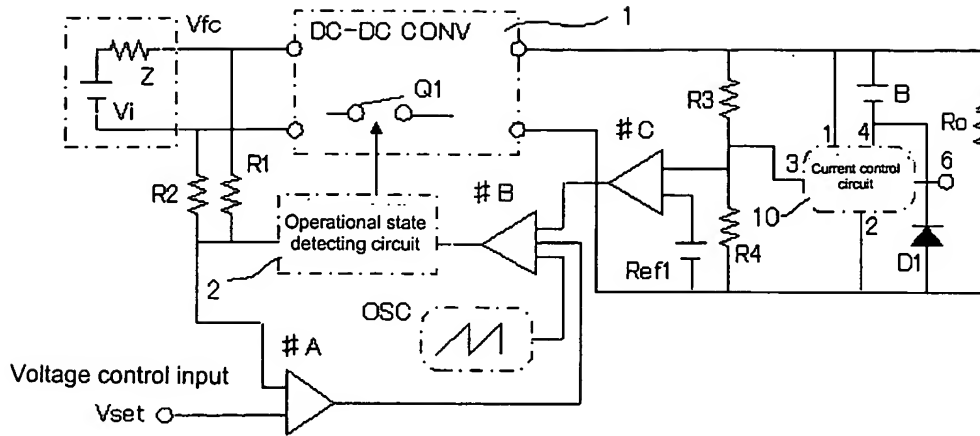 Vfc
DC-DC CONV
1
Z
Vi
Q1
R3
B
Ro
#C
1
4
R2
R1
#B
3
Current control
circuit
6
Operational state
detecting circuit
10
2
2
Ref1
R4
D1
OSC
#A
Voltage control input
Vset